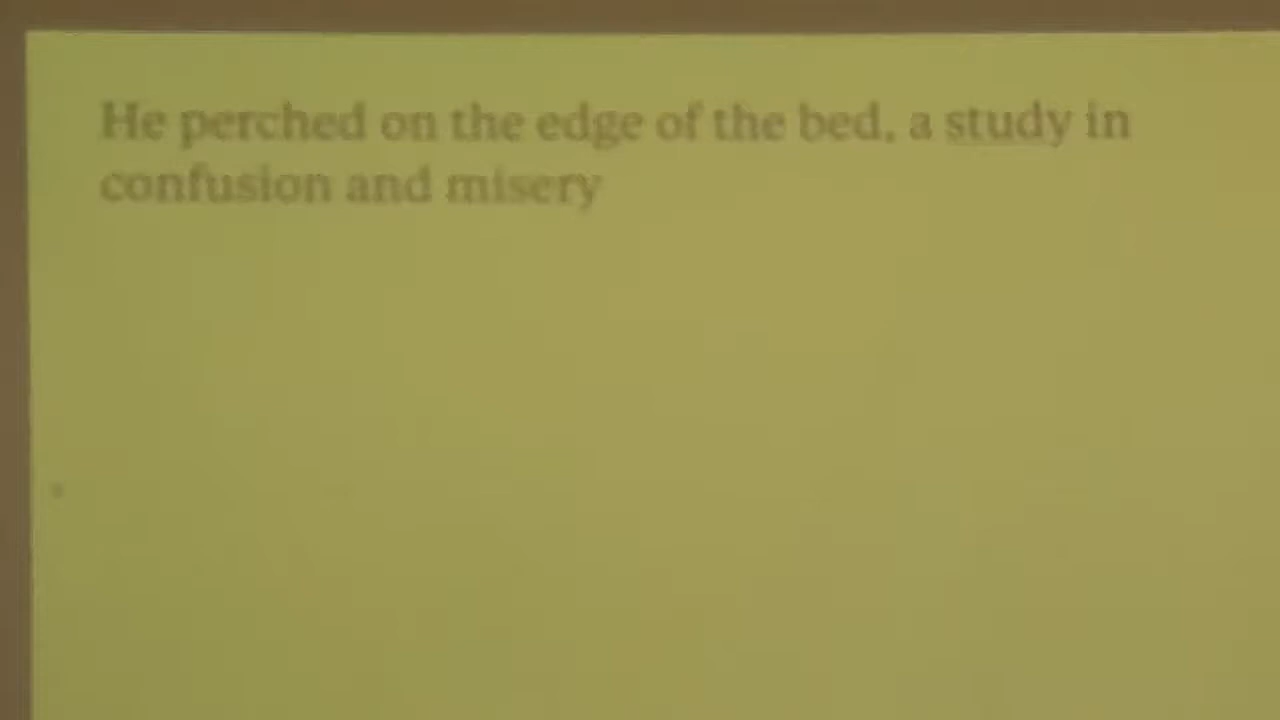 He perched on the edge of the bed, a study in
confusion and misery